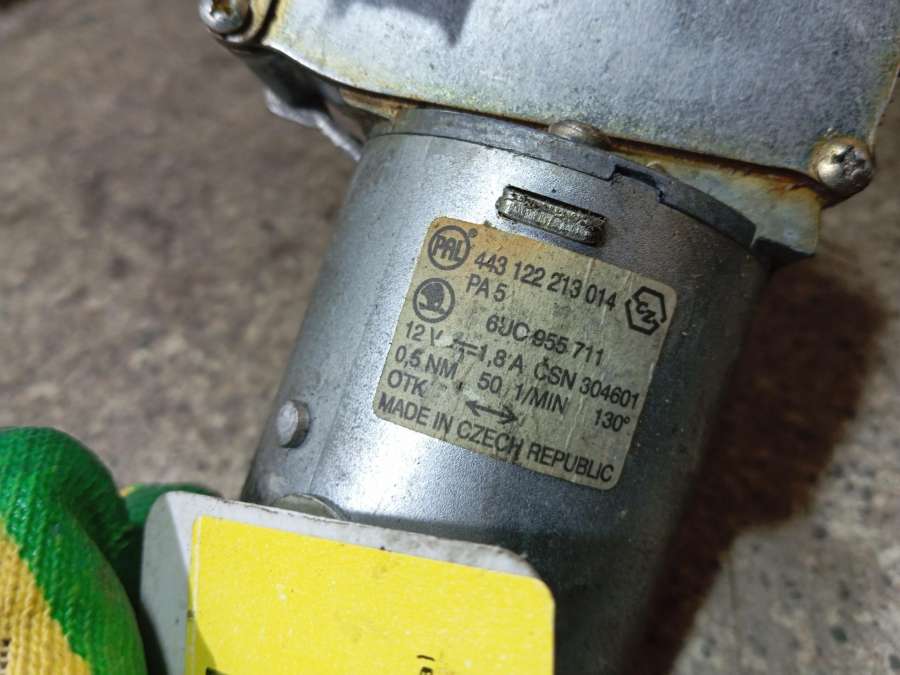 PAL®
443 122 213 014
PA 5
6UC 955 711
12 V 1,8 A ČSN 304601
0,5 NM 50 1/MIN 130°
OTK
MADE IN CZECH REPUBLIC